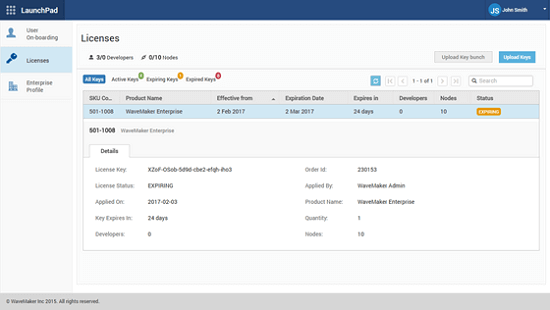 LaunchPad
John Smith
JS
User
On-boarding
Licenses
Enterprise
Profile
Licenses
3/0 Developers
0/10 Nodes
Upload Key bunch
Upload Keys
All Keys
Active Keys
Expiring Keys
Expired Keys
1 - 1 of 1
Search
SKU Co... Product Name Effective from Expiration Date Expires in Developers Nodes Status
501-1008 WaveMaker Enterprise 2 Feb 2017 2 Mar 2017 24 days 0 10 EXPIRING
501-1008 WaveMaker Enterprise
Details
License Key: XZoF-OSob-5d9d-cbe2-efgh-iho3 Order Id: 230153
License Status: EXPIRING Applied By: WaveMaker Admin
Applied On: 2017-02-03 Product Name: WaveMaker Enterprise
Key Expires In: 24 days Quantity: 1
Developers: 0 Nodes: 10
© WaveMaker Inc 2015. All rights reserved.